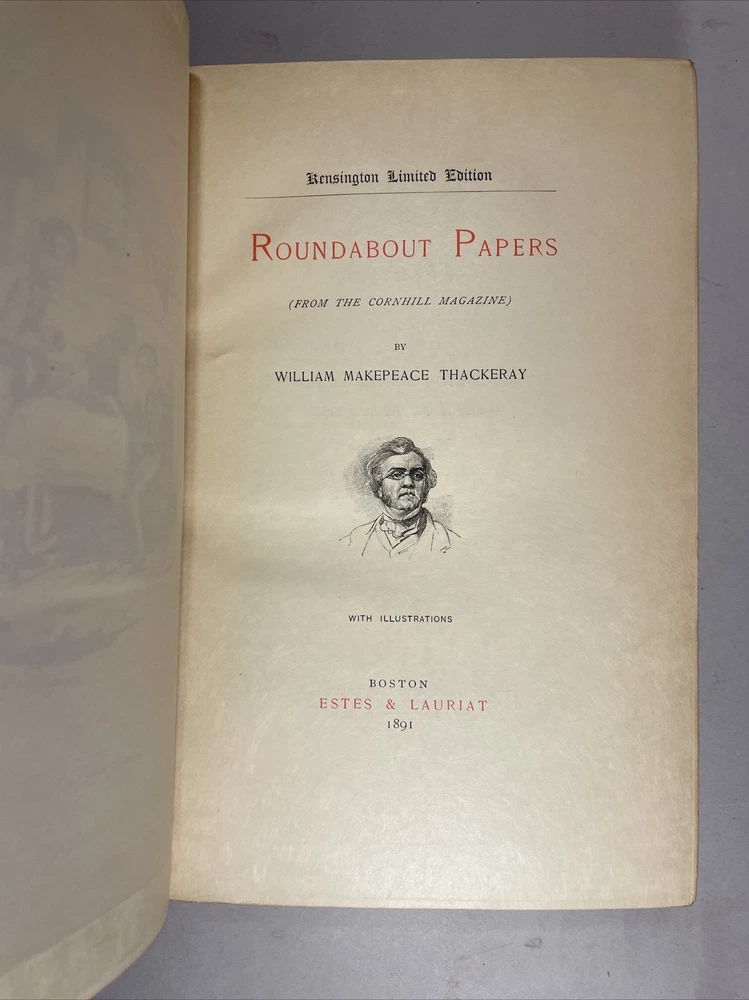 Kensington Limited Edition
ROUNDABOUT PAPERS
(FROM THE CORNHILL MAGAZINE)
BY
WILLIAM MAKEPEACE THACKERAY
WITH ILLUSTRATIONS
BOSTON
ESTES & LAURIAT
1891